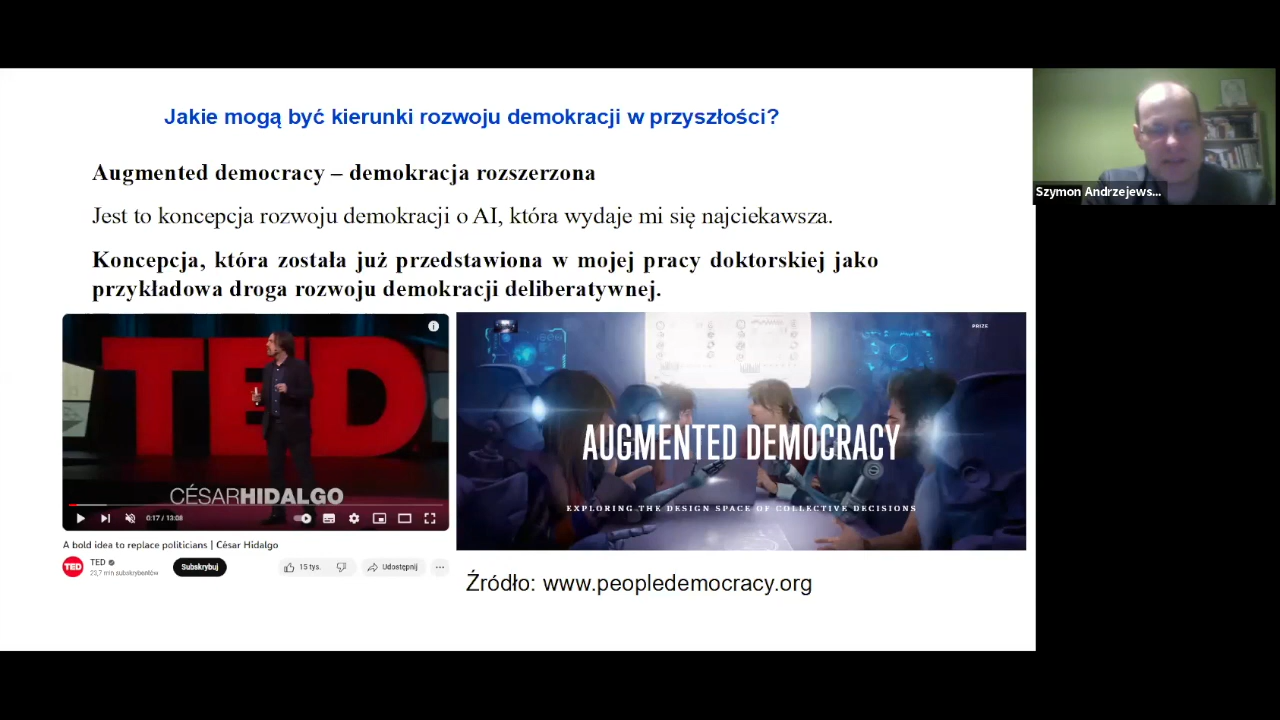 Jakie mogą być kierunki rozwoju demokracji w przyszłości?
Augmented democracy – demokracja rozszerzona
Jest to koncepcja rozwoju demokracji o AI, która wydaje mi się najciekawsza.
Koncepcja, która została już przedstawiona w mojej pracy doktorskiej jako
przykładowa droga rozwoju demokracji deliberatywnej.
Szymon Andrzejews...
TED
CÉSARHIDALGO
0:17 / 13:08
A bold idea to replace politicians | César Hidalgo
TED
TED
Subskrybuj
15 tys.
Udostępnij
PRIZE
AUGMENTED DEMOCRACY
EXPLORING THE DESIGN SPACE OF COLLECTIVE DECISIONS
Źródło: www.peopledemocracy.org